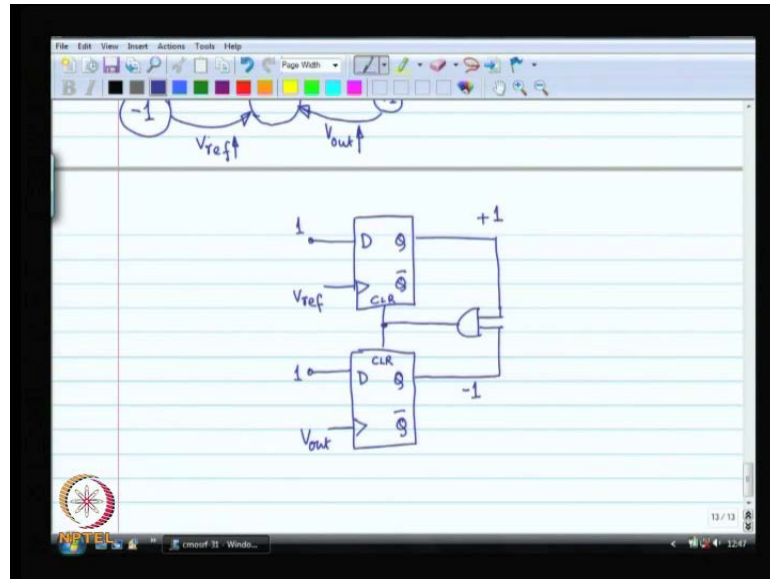 File Edit View Insert Actions Tools Help
Page Width
B I
-1
Vref↑
Vout↑
+1
1
D Q
Q̅
Vref
CLR
CLR
1
D Q
-1
Q̅
Vout
13 / 13
NPTEL
cmosrf-31 - Windo...
12:47